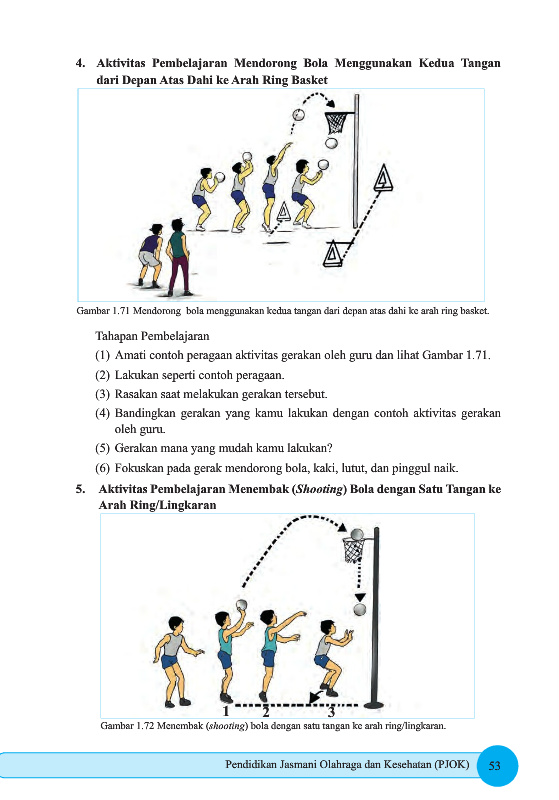 4. Aktivitas Pembelajaran Mendorong Bola Menggunakan Kedua Tangan
dari Depan Atas Dahi ke Arah Ring Basket
Gambar 1.71 Mendorong bola menggunakan kedua tangan dari depan atas dahi ke arah ring basket.
Tahapan Pembelajaran
(1) Amati contoh peragaan aktivitas gerakan oleh guru dan lihat Gambar 1.71.
(2) Lakukan seperti contoh peragaan.
(3) Rasakan saat melakukan gerakan tersebut.
(4) Bandingkan gerakan yang kamu lakukan dengan contoh aktivitas gerakan
oleh guru.
(5) Gerakan mana yang mudah kamu lakukan?
(6) Fokuskan pada gerak mendorong bola, kaki, lutut, dan pinggul naik.
5. Aktivitas Pembelajaran Menembak (Shooting) Bola dengan Satu Tangan ke
Arah Ring/Lingkaran
1 2 3
Gambar 1.72 Menembak (shooting) bola dengan satu tangan ke arah ring/lingkaran.
Pendidikan Jasmani Olahraga dan Kesehatan (PJOK) 53